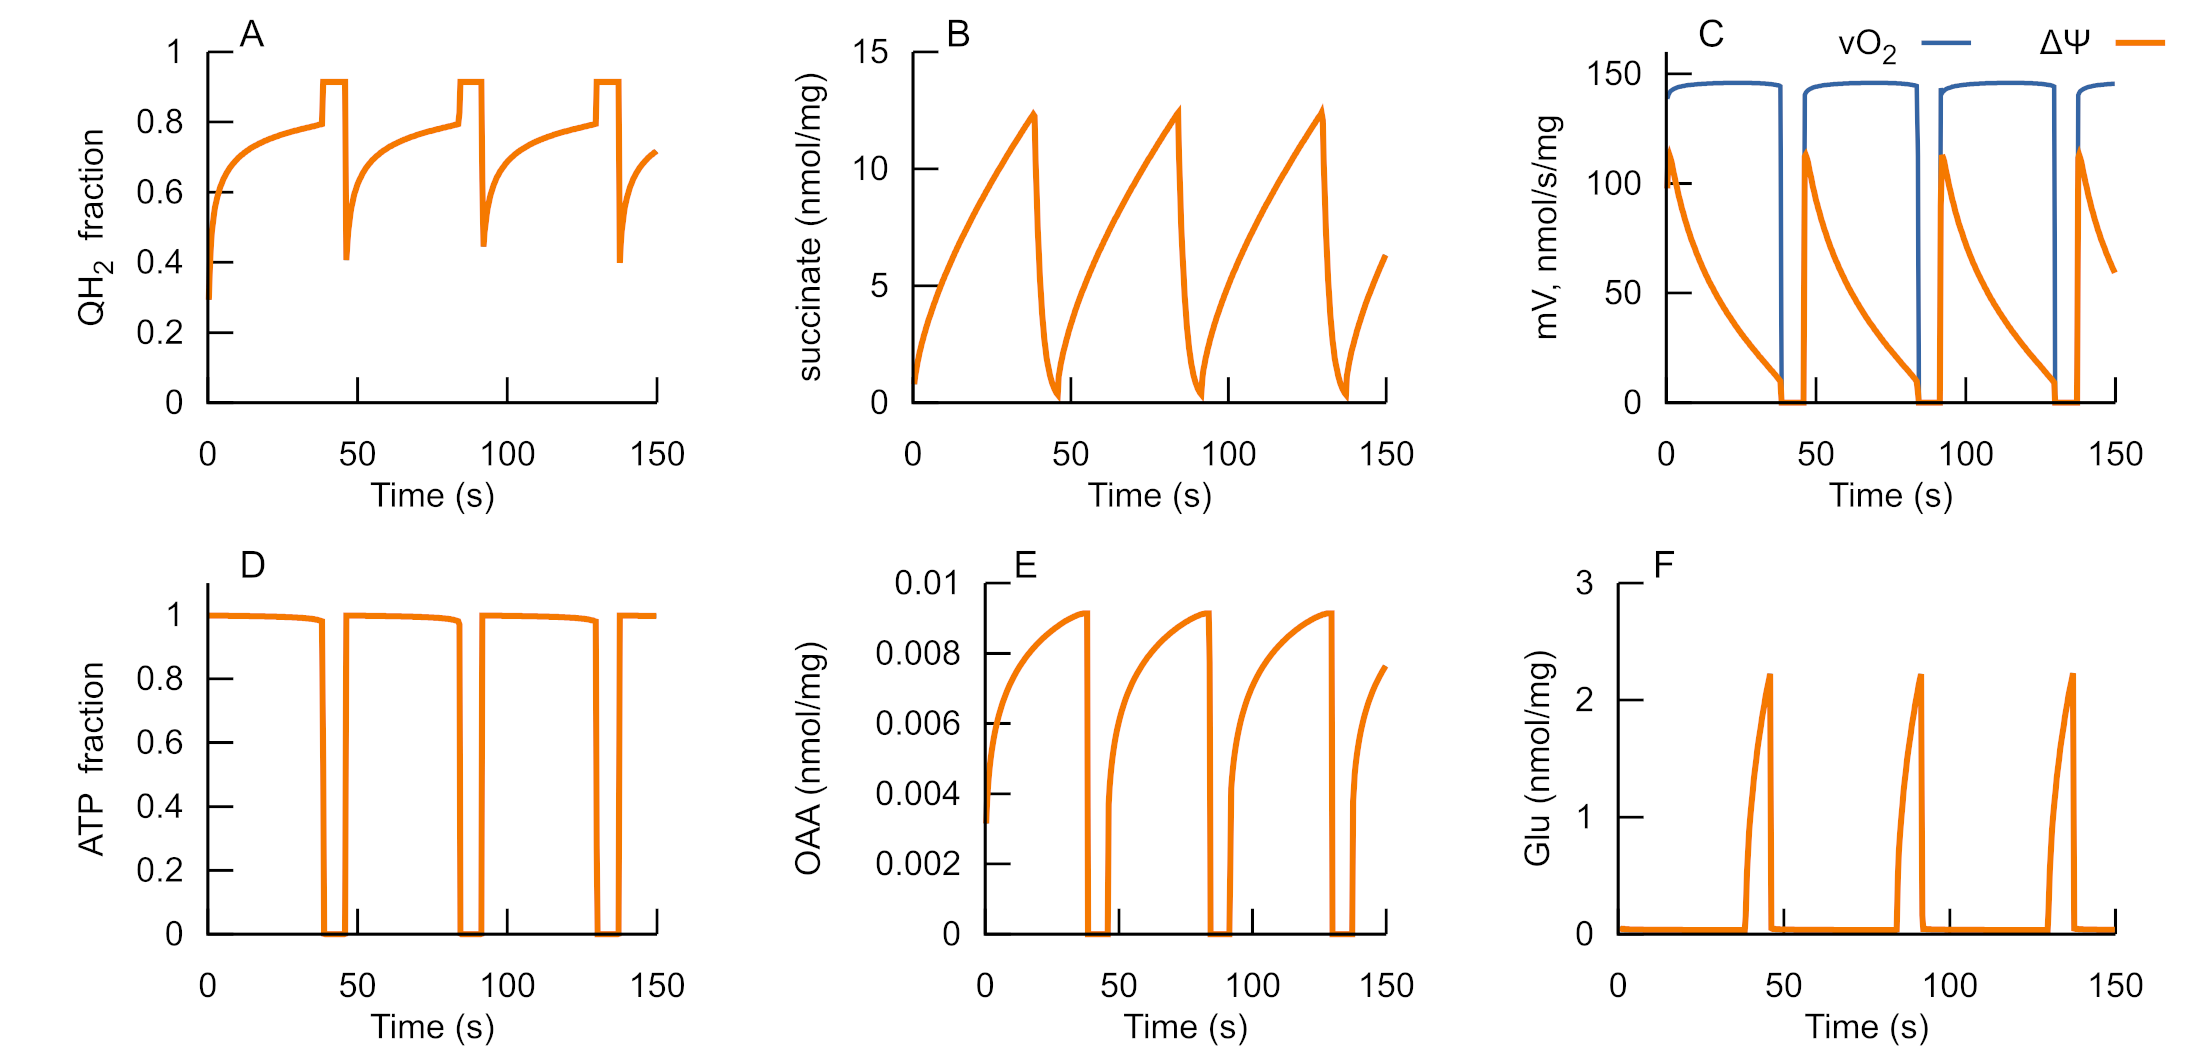 A
QH2 fraction
1
0.8
0.6
0.4
0.2
0
0 50 100 150
Time (s)
B
succinate (nmol/mg)
15
10
5
0
0 50 100 150
Time (s)
C
vO2
ΔΨ
mV, nmol/s/mg
150
100
50
0
0 50 100 150
Time (s)
D
ATP fraction
1
0.8
0.6
0.4
0.2
0
0 50 100 150
Time (s)
E
OAA (nmol/mg)
0.01
0.008
0.006
0.004
0.002
0
0 50 100 150
Time (s)
F
Glu (nmol/mg)
3
2
1
0
0 50 100 150
Time (s)